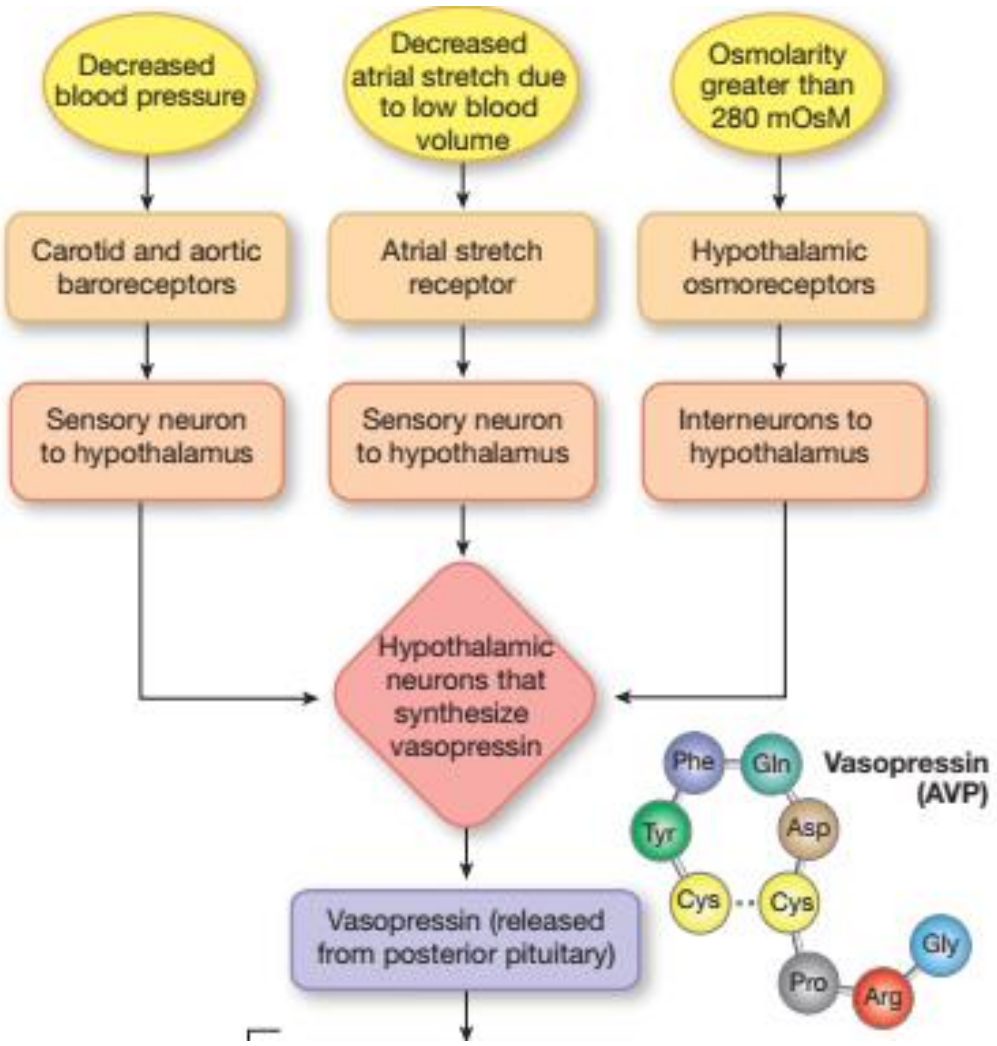 Decreased
blood pressure
Decreased
atrial stretch due
to low blood
volume
Osmolarity
greater than
280 mOsM
Carotid and aortic
baroreceptors
Atrial stretch
receptor
Hypothalamic
osmoreceptors
Sensory neuron
to hypothalamus
Sensory neuron
to hypothalamus
Interneurons to
hypothalamus
Hypothalamic
neurons that
synthesize
vasopressin
Vasopressin (released
from posterior pituitary)
Vasopressin
(AVP)
Phe
Gln
Tyr
Asp
Cys
Cys
Pro
Arg
Gly